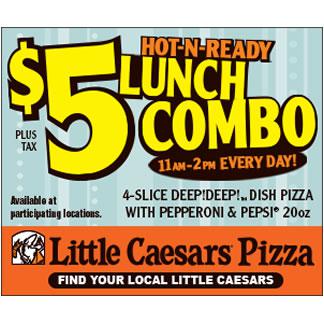 HOT-N-READY
$5 LUNCH
PLUS TAX
COMBO
11AM-2PM EVERY DAY!
Available at
participating locations.
4-SLICE DEEP!DEEP!™ DISH PIZZA
WITH PEPPERONI & PEPSI® 20oz
Little Caesars® Pizza
FIND YOUR LOCAL LITTLE CAESARS